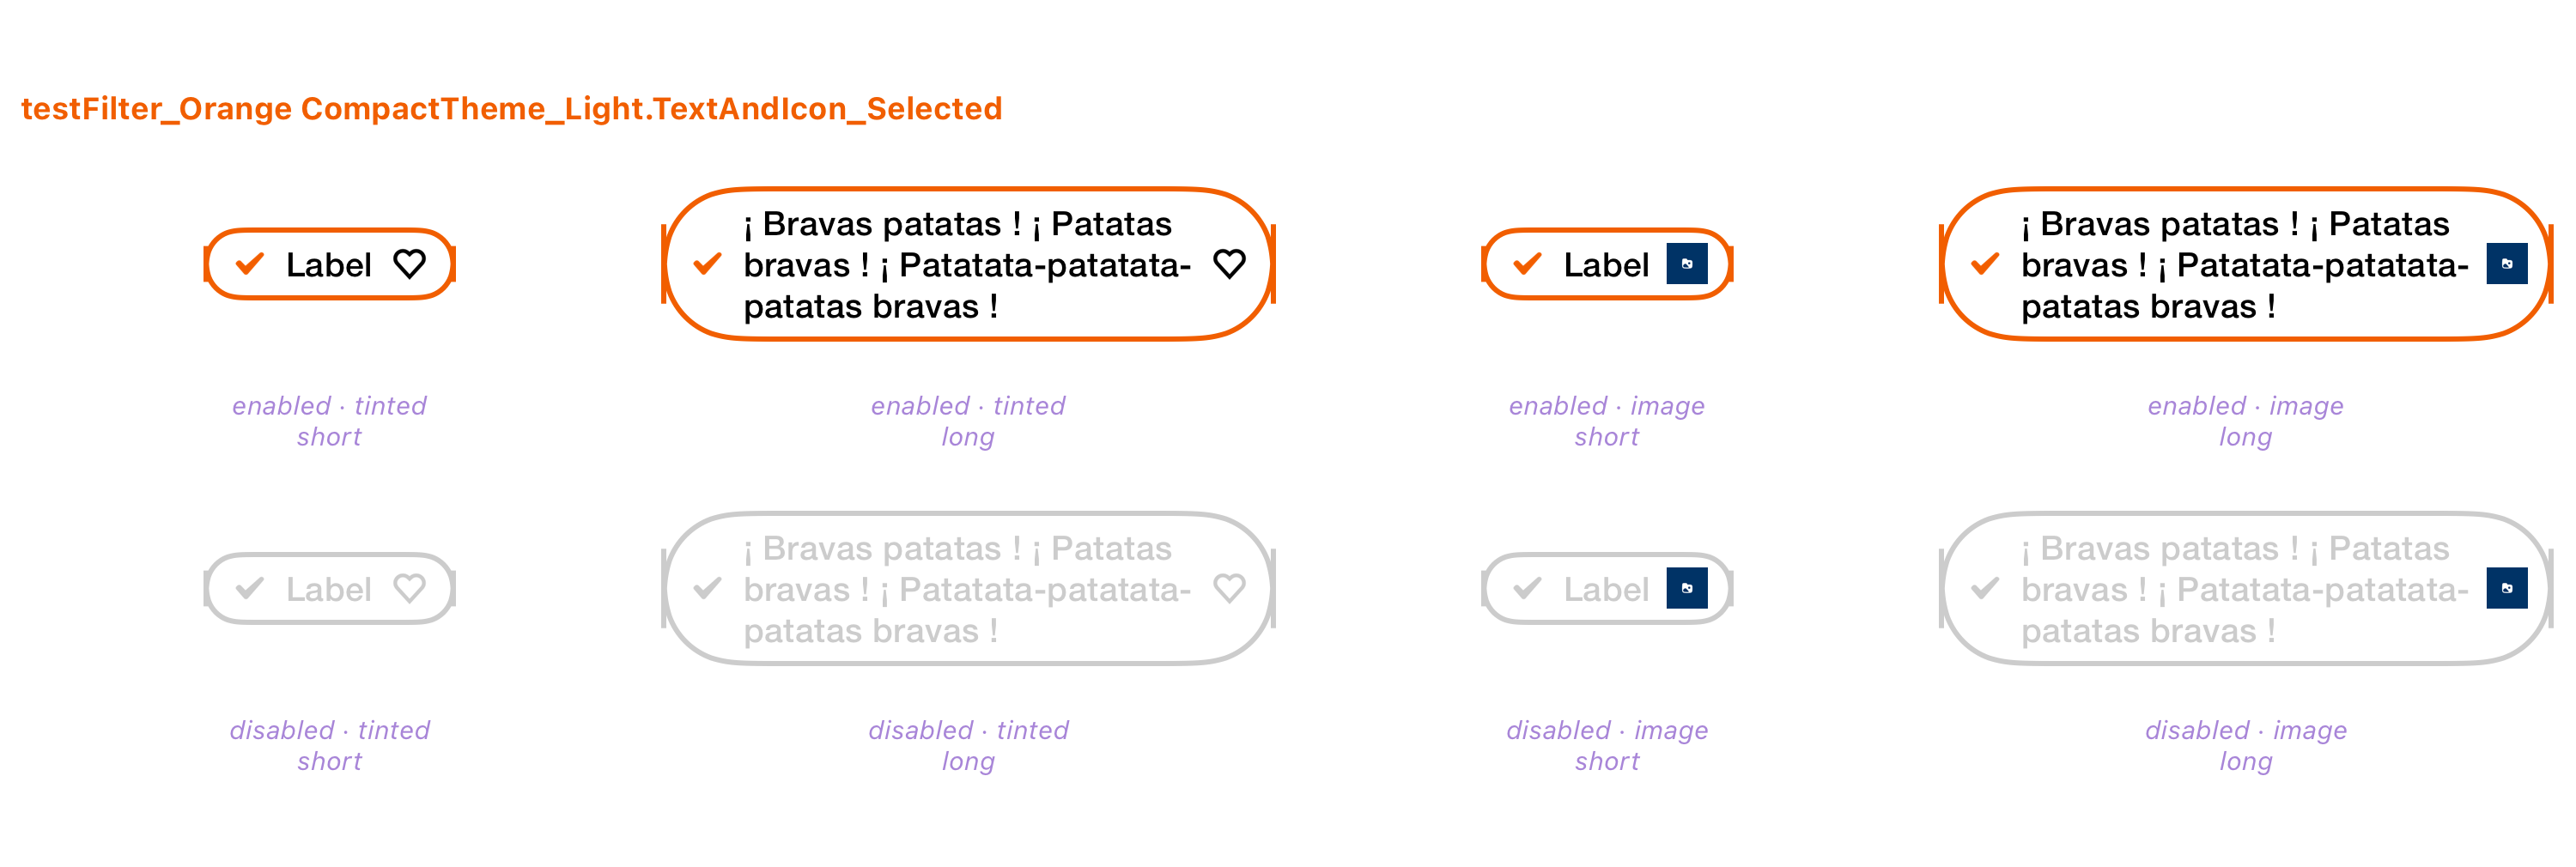 testFilter_Orange CompactTheme_Light.TextAndIcon_Selected
Label
¡ Bravas patatas ! ¡ Patatas
bravas ! ¡ Patatata-patatata-
patatas bravas !
Label
¡ Bravas patatas ! ¡ Patatas
bravas ! ¡ Patatata-patatata-
patatas bravas !
enabled · tinted
short
enabled · tinted
long
enabled · image
short
enabled · image
long
Label
¡ Bravas patatas ! ¡ Patatas
bravas ! ¡ Patatata-patatata-
patatas bravas !
Label
¡ Bravas patatas ! ¡ Patatas
bravas ! ¡ Patatata-patatata-
patatas bravas !
disabled · tinted
short
disabled · tinted
long
disabled · image
short
disabled · image
long